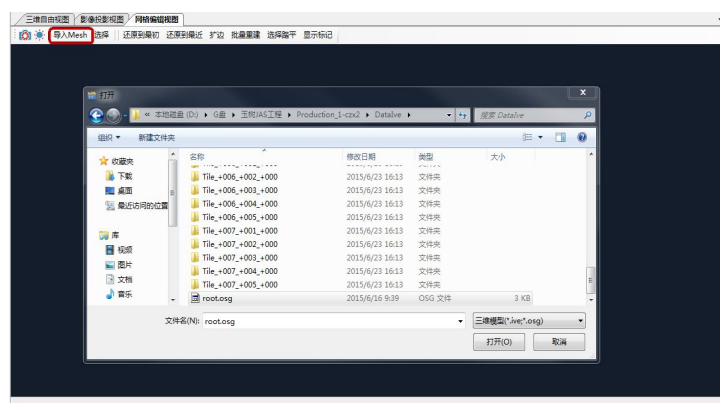 三维自由视图 影像投影视图 网格编辑视图
导入Mesh 选择 还原到最初 还原到最近 扩边 批量重建 选择踏平 显示标记
打开
« 本地磁盘 (D:) ▸ G盘 ▸ 玉树JAS工程 ▸ Production_1-czx2 ▸ Datalve ▸ 搜索 Datalve
组织 新建文件夹
收藏夹
下载
桌面
最近访问的位置
库
视频
图片
文档
音乐
名称 修改日期 类型 大小
Tile_+006_+002_+000 2015/6/23 16:13 文件夹
Tile_+006_+003_+000 2015/6/23 16:13 文件夹
Tile_+006_+004_+000 2015/6/23 16:13 文件夹
Tile_+006_+005_+000 2015/6/23 16:13 文件夹
Tile_+007_+001_+000 2015/6/23 16:13 文件夹
Tile_+007_+002_+000 2015/6/23 16:13 文件夹
Tile_+007_+003_+000 2015/6/23 16:13 文件夹
Tile_+007_+004_+000 2015/6/23 16:13 文件夹
Tile_+007_+005_+000 2015/6/23 16:13 文件夹
root.osg 2015/6/16 9:39 OSG 文件 3 KB
文件名(N): root.osg 三维模型(*.ive;*.osg)
打开(O) 取消